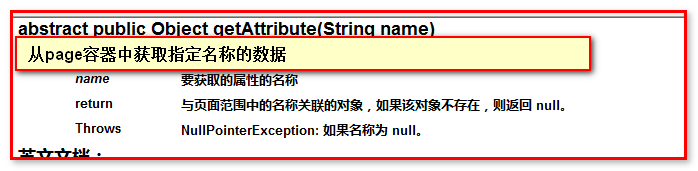 abstract public Object getAttribute(String name)
从page容器中获取指定名称的数据
name 要获取的属性的名称
return 与页面范围中的名称关联的对象，如果该对象不存在，则返回 null。
Throws NullPointerException: 如果名称为 null。
英文文档：